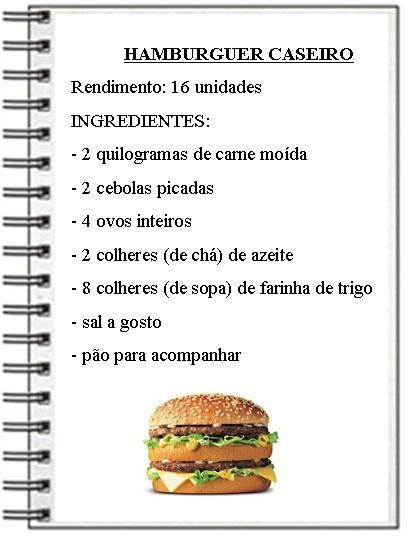 HAMBURGUER CASEIRO
Rendimento: 16 unidades
INGREDIENTES:
- 2 quilogramas de carne moída
- 2 cebolas picadas
- 4 ovos inteiros
- 2 colheres (de chá) de azeite
- 8 colheres (de sopa) de farinha de trigo
- sal a gosto
- pão para acompanhar